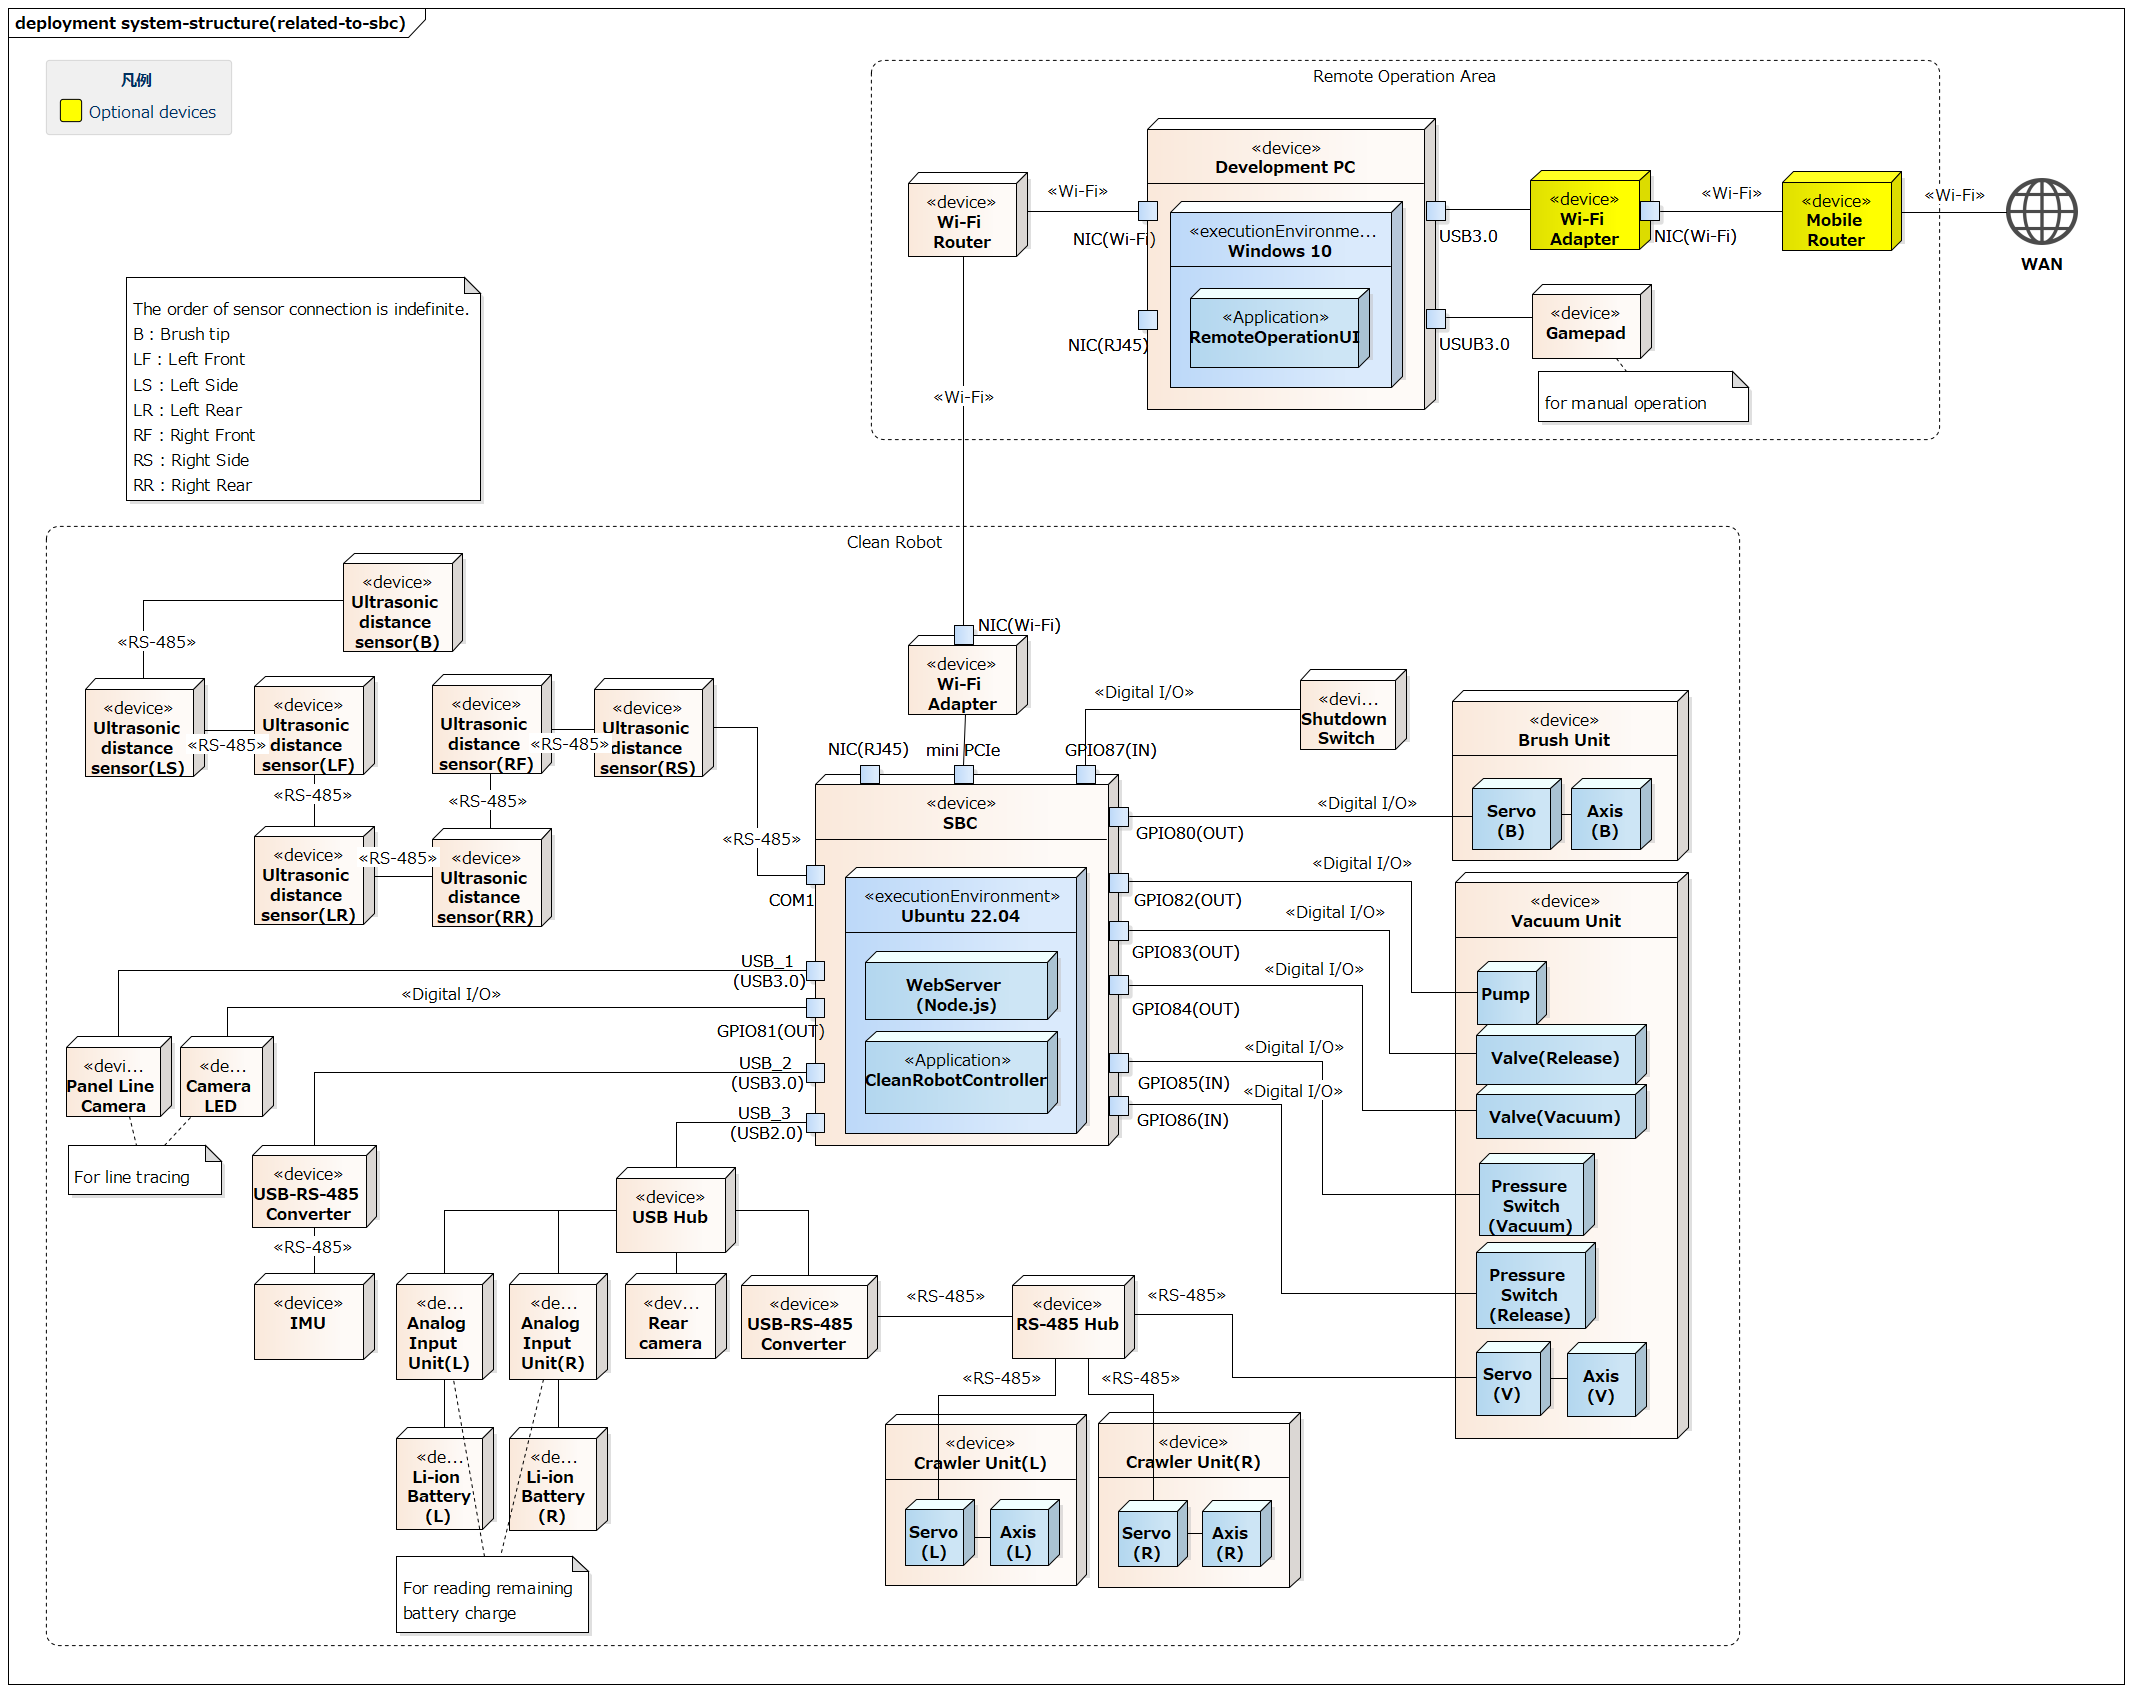 deployment system-structure(related-to-sbc)
凡例
Optional devices
Remote Operation Area
«device»
Development PC
«executionEnvironme...
Windows 10
«Application»
RemoteOperationUI
«device»
Wi-Fi
Router
«Wi-Fi»
NIC(Wi-Fi)
NIC(RJ45)
USB3.0
USUB3.0
«device»
Wi-Fi
Adapter
NIC(Wi-Fi)
«Wi-Fi»
«device»
Mobile
Router
«Wi-Fi»
WAN
«device»
Gamepad
for manual operation
«Wi-Fi»
The order of sensor connection is indefinite.
B : Brush tip
LF : Left Front
LS : Left Side
LR : Left Rear
RF : Right Front
RS : Right Side
RR : Right Rear
Clean Robot
«device»
Ultrasonic
distance
sensor(B)
«RS-485»
«device»
Ultrasonic
distance
sensor(LS)
«RS-485»
«device»
Ultrasonic
distance
sensor(LF)
«device»
Ultrasonic
distance
sensor(RF)
«RS-485»
«device»
Ultrasonic
distance
sensor(RS)
«RS-485»
«RS-485»
«device»
Ultrasonic
distance
sensor(LR)
«RS-485»
«device»
Ultrasonic
distance
sensor(RR)
«RS-485»
NIC(Wi-Fi)
«device»
Wi-Fi
Adapter
NIC(RJ45)
mini PCIe
GPIO87(IN)
«Digital I/O»
«devi...
Shutdown
Switch
«device»
SBC
«executionEnvironment»
Ubuntu 22.04
WebServer
(Node.js)
«Application»
CleanRobotController
COM1
USB_1
(USB3.0)
«Digital I/O»
GPIO81(OUT)
USB_2
(USB3.0)
USB_3
(USB2.0)
«Digital I/O»
GPIO80(OUT)
«Digital I/O»
GPIO82(OUT)
«Digital I/O»
GPIO83(OUT)
«Digital I/O»
GPIO84(OUT)
«Digital I/O»
GPIO85(IN)
«Digital I/O»
GPIO86(IN)
«device»
Brush Unit
Servo
(B)
Axis
(B)
«device»
Vacuum Unit
Pump
Valve(Release)
Valve(Vacuum)
Pressure
Switch
(Vacuum)
Pressure
Switch
(Release)
Servo
(V)
Axis
(V)
«devi...
Panel Line
Camera
«de...
Camera
LED
For line tracing
«device»
USB-RS-485
Converter
«RS-485»
«device»
IMU
«device»
USB Hub
«de...
Analog
Input
Unit(L)
«de...
Analog
Input
Unit(R)
«dev...
Rear
camera
«device»
USB-RS-485
Converter
«RS-485»
«device»
RS-485 Hub
«RS-485»
«RS-485»
«RS-485»
«de...
Li-ion
Battery
(L)
«de...
Li-ion
Battery
(R)
For reading remaining
battery charge
«device»
Crawler Unit(L)
Servo
(L)
Axis
(L)
«device»
Crawler Unit(R)
Servo
(R)
Axis
(R)